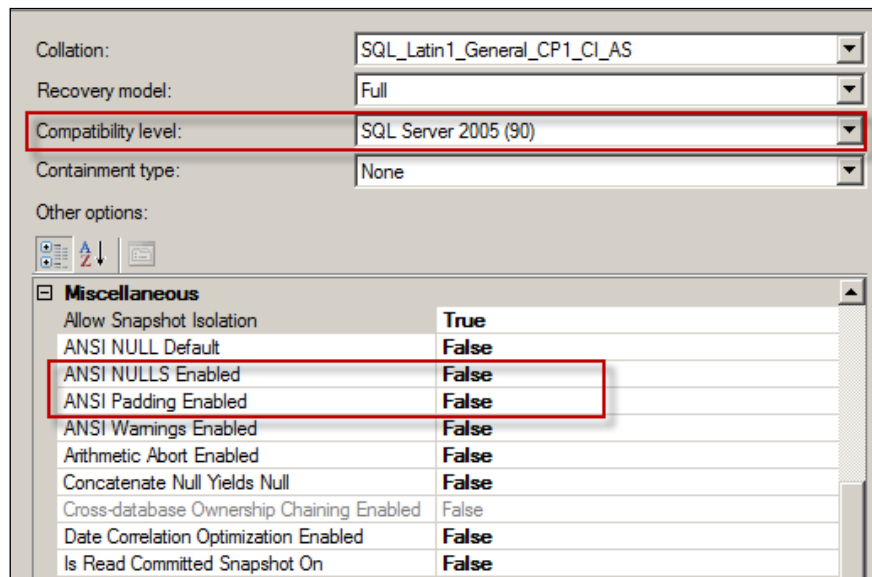 Collation: SQL_Latin1_General_CP1_CI_AS
Recovery model: Full
Compatibility level: SQL Server 2005 (90)
Containment type: None
Other options:
A Z
Miscellaneous
Allow Snapshot Isolation True
ANSI NULL Default False
ANSI NULLS Enabled False
ANSI Padding Enabled False
ANSI Warnings Enabled False
Arithmetic Abort Enabled False
Concatenate Null Yields Null False
Cross-database Ownership Chaining Enabled False
Date Correlation Optimization Enabled False
Is Read Committed Snapshot On False